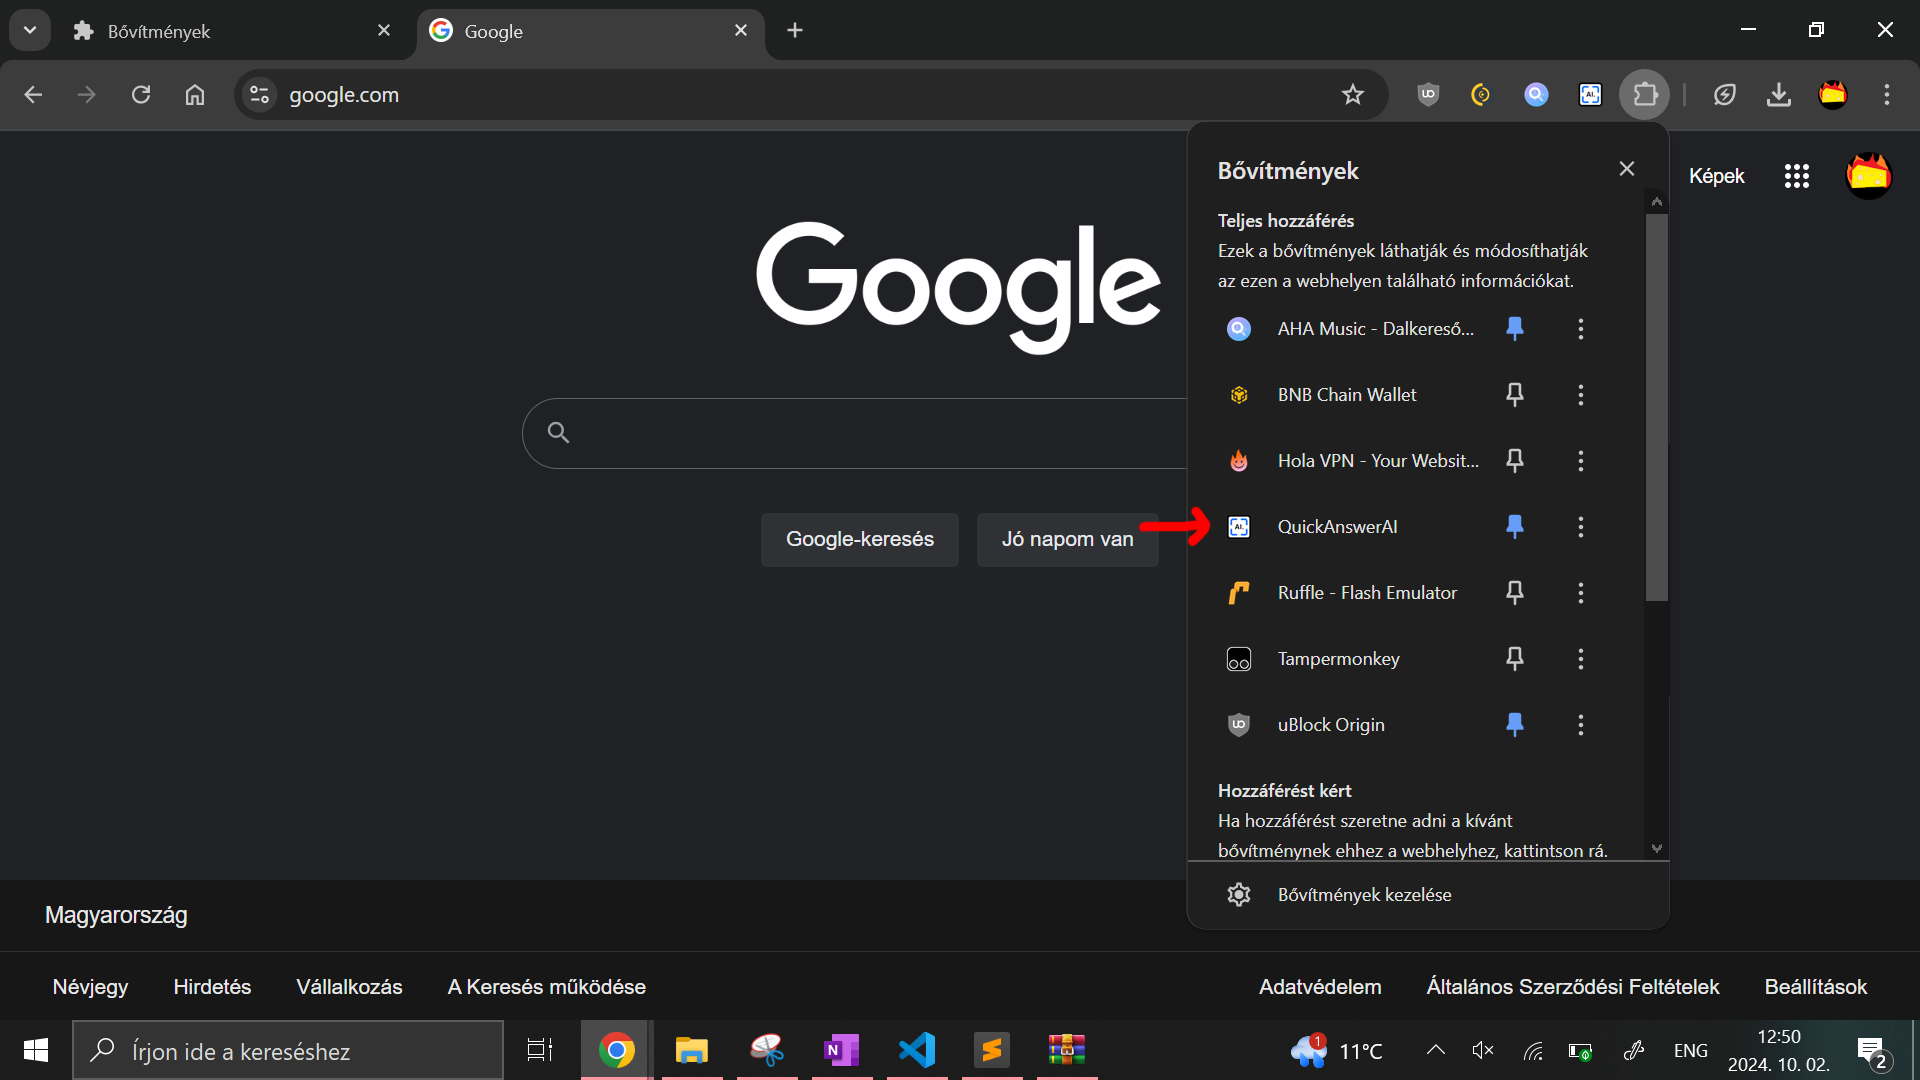 Bővítmények
Google
google.com
Képek
Google
Google-keresés
Jó napom van
Bővítmények
Teljes hozzáférés
Ezek a bővítmények láthatják és módosíthatják
az ezen a webhelyen található információkat.
AHA Music - Dalkereső...
BNB Chain Wallet
Hola VPN - Your Websit...
AI.
QuickAnswerAI
Ruffle - Flash Emulator
Tampermonkey
uBlock Origin
Hozzáférést kért
Ha hozzáférést szeretne adni a kívánt
bővítménynek ehhez a webhelyhez, kattintson rá.
Bővítmények kezelése
Magyarország
Névjegy
Hirdetés
Vállalkozás
A Keresés működése
Adatvédelem
Általános Szerződési Feltételek
Beállítások
Írjon ide a kereséshez
N
1
11°C
ENG
12:50
2024. 10. 02.
2